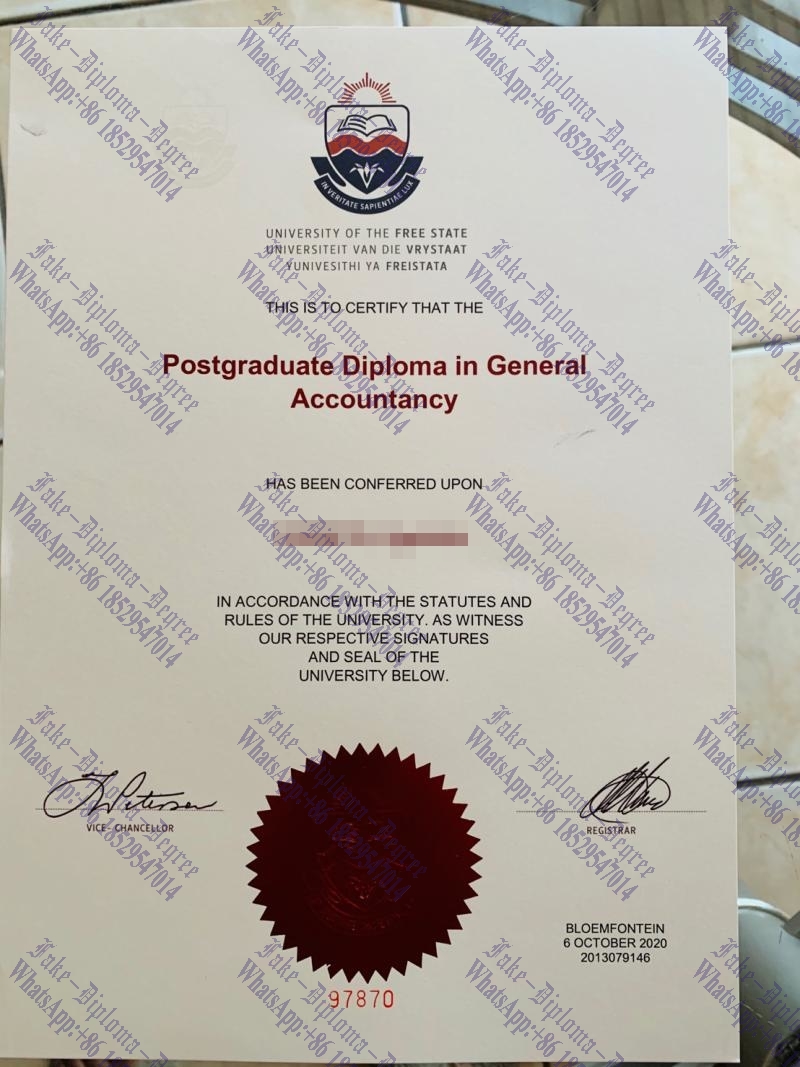 IN VERITATE SAPIENTIAE LUX
UNIVERSITY OF THE FREE STATE
UNIVERSITEIT VAN DIE VRYSTAAT
YUNIVESITHI YA FREISTATA
THIS IS TO CERTIFY THAT THE
Postgraduate Diploma in General
Accountancy
HAS BEEN CONFERRED UPON
IN ACCORDANCE WITH THE STATUTES AND
RULES OF THE UNIVERSITY. AS WITNESS
OUR RESPECTIVE SIGNATURES
AND SEAL OF THE
UNIVERSITY BELOW.
VICE- CHANCELLOR
REGISTRAR
BLOEMFONTEIN
6 OCTOBER 2020
2013079146
97870
Fake-Diploma-Degree
WhatsApp:+86 18529547014